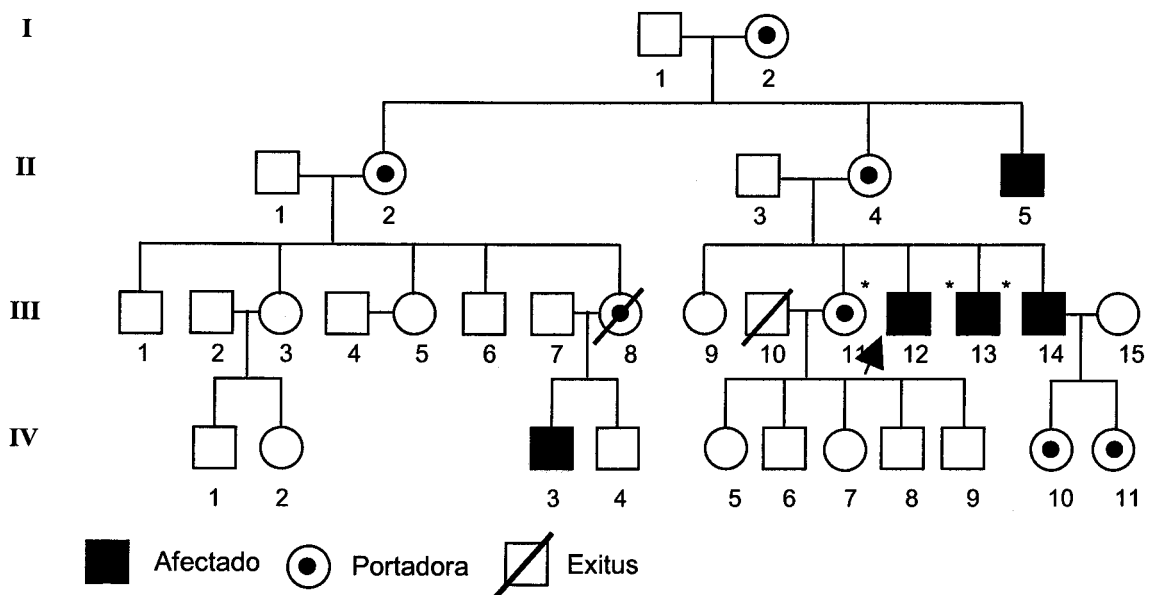 I
1 2
II
1 2 3 4 5
III
* * *
1 2 3 4 5 6 7 8 9 10 11 12 13 14 15
IV
1 2 3 4 5 6 7 8 9 10 11
Afectado Portadora Exitus